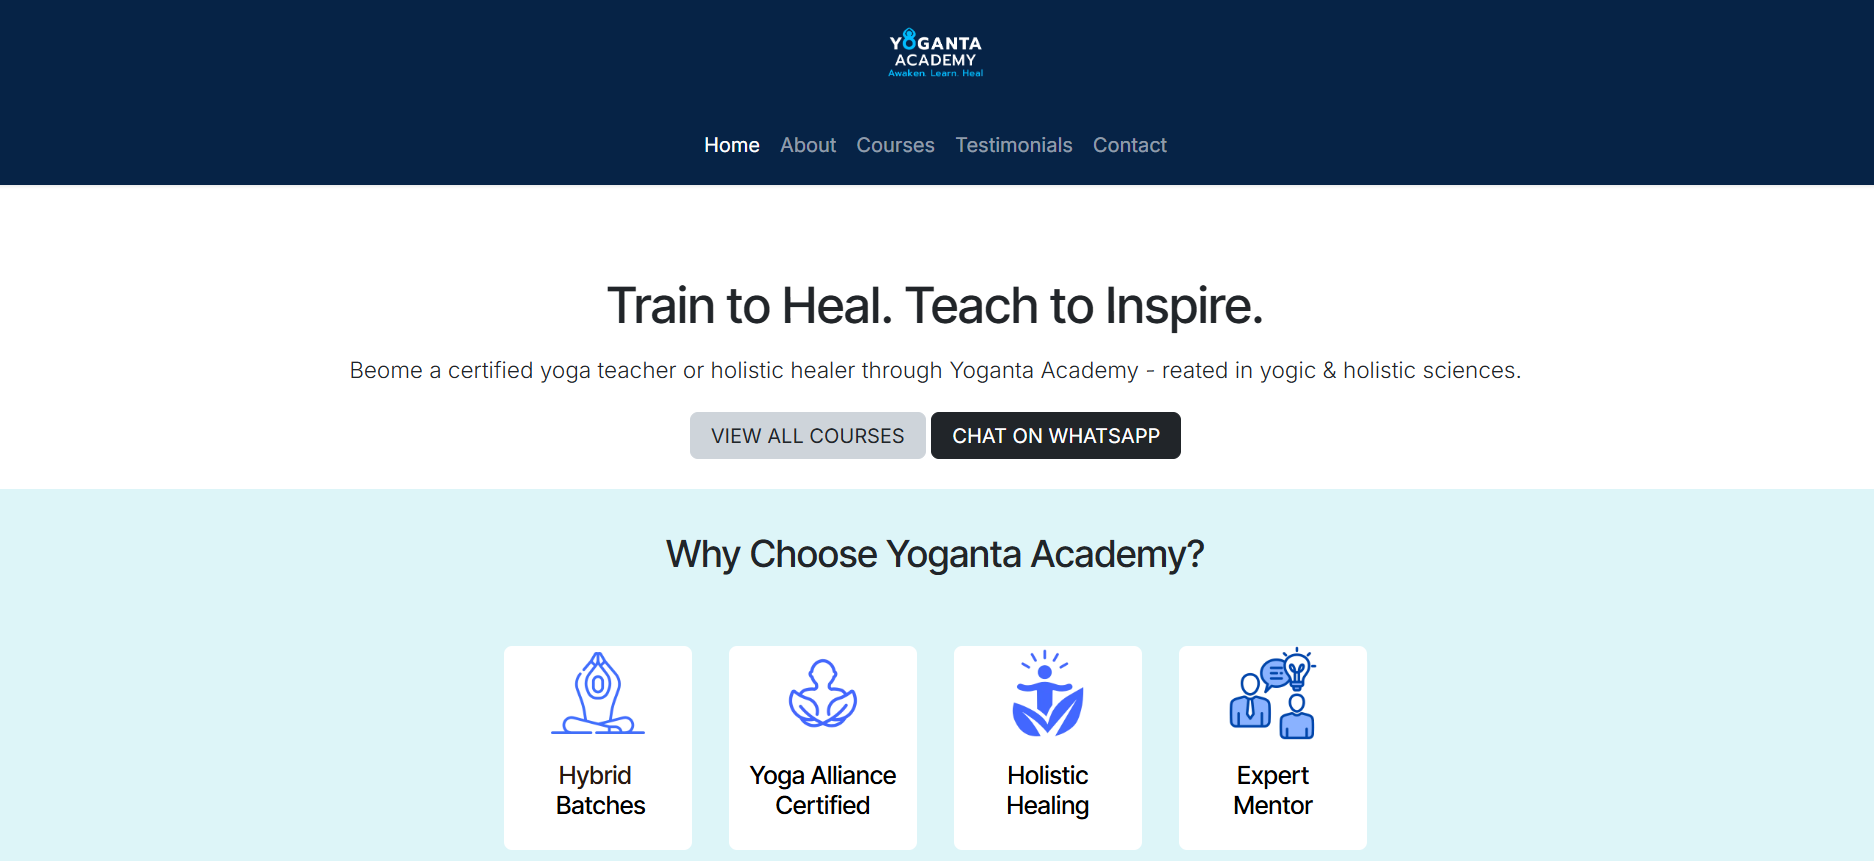 YOGANTA
ACADEMY
Awaken. Learn. Heal
Home About Courses Testimonials Contact
Train to Heal. Teach to Inspire.
Beome a certified yoga teacher or holistic healer through Yoganta Academy - reated in yogic & holistic sciences.
VIEW ALL COURSES CHAT ON WHATSAPP
Why Choose Yoganta Academy?
Hybrid
Batches
Yoga Alliance
Certified
Holistic
Healing
Expert
Mentor